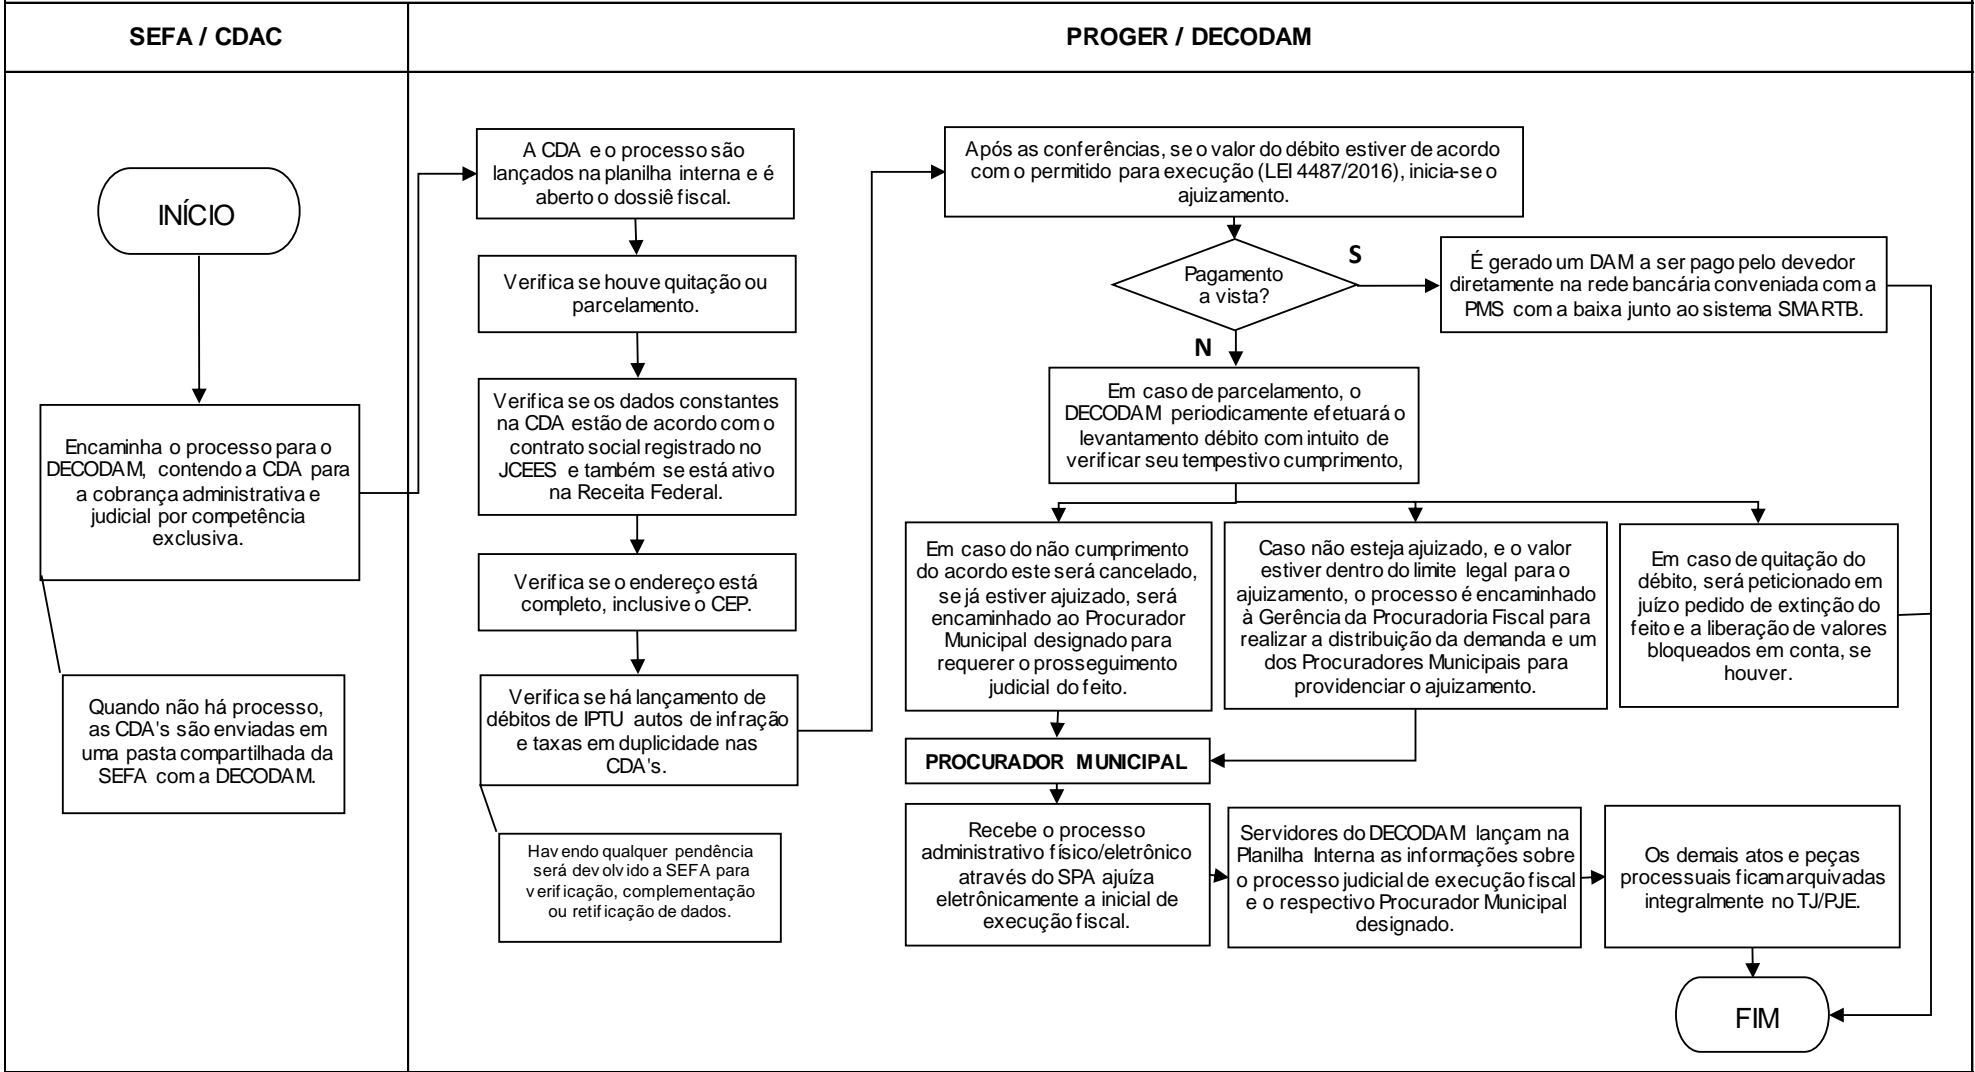 SEFA / CDAC
PROGER / DECODAM
INÍCIO
Encaminha o processo para o
DECODAM, contendo a CDA para
a cobrança administrativa e
judicial por competência
exclusiva.
Quando não há processo,
as CDA's são enviadas em
uma pasta compartilhada da
SEFA com a DECODAM.
A CDA e o processo são
lançados na planilha interna e é
aberto o dossiê fiscal.
Verifica se houve quitação ou
parcelamento.
Verifica se os dados constantes
na CDA estão de acordo com o
contrato social registrado no
JCEES e também se está ativo
na Receita Federal.
Verifica se o endereço está
completo, inclusive o CEP.
Verifica se há lançamento de
débitos de IPTU autos de infração
e taxas em duplicidade nas
CDA's.
Havendo qualquer pendência
será devolvido a SEFA para
verificação, complementação
ou retificação de dados.
Após as conferências, se o valor do débito estiver de acordo
com o permitido para execução (LEI 4487/2016), inicia-se o
ajuizamento.
Pagamento
a vista?
S
É gerado um DAM a ser pago pelo devedor
diretamente na rede bancária conveniada com a
PMS com a baixa junto ao sistema SMARTB.
N
Em caso de parcelamento, o
DECODAM periodicamente efetuará o
levantamento débito com intuito de
verificar seu tempestivo cumprimento,
Em caso do não cumprimento
do acordo este será cancelado,
se já estiver ajuizado, será
encaminhado ao Procurador
Municipal designado para
requerer o prosseguimento
judicial do feito.
Caso não esteja ajuizado, e o valor
estiver dentro do limite legal para o
ajuizamento, o processo é encaminhado
à Gerência da Procuradoria Fiscal para
realizar a distribuição da demanda e um
dos Procuradores Municipais para
providenciar o ajuizamento.
Em caso de quitação do
débito, será peticionado em
juízo pedido de extinção do
feito e a liberação de valores
bloqueados em conta, se
houver.
PROCURADOR MUNICIPAL
Recebe o processo
administrativo físico/eletrônico
através do SPA ajuíza
eletrônicamente a inicial de
execução fiscal.
Servidores do DECODAM lançam na
Planilha Interna as informações sobre
o processo judicial de execução fiscal
e o respectivo Procurador Municipal
designado.
Os demais atos e peças
processuais ficam arquivadas
integralmente no TJ/PJE.
FIM